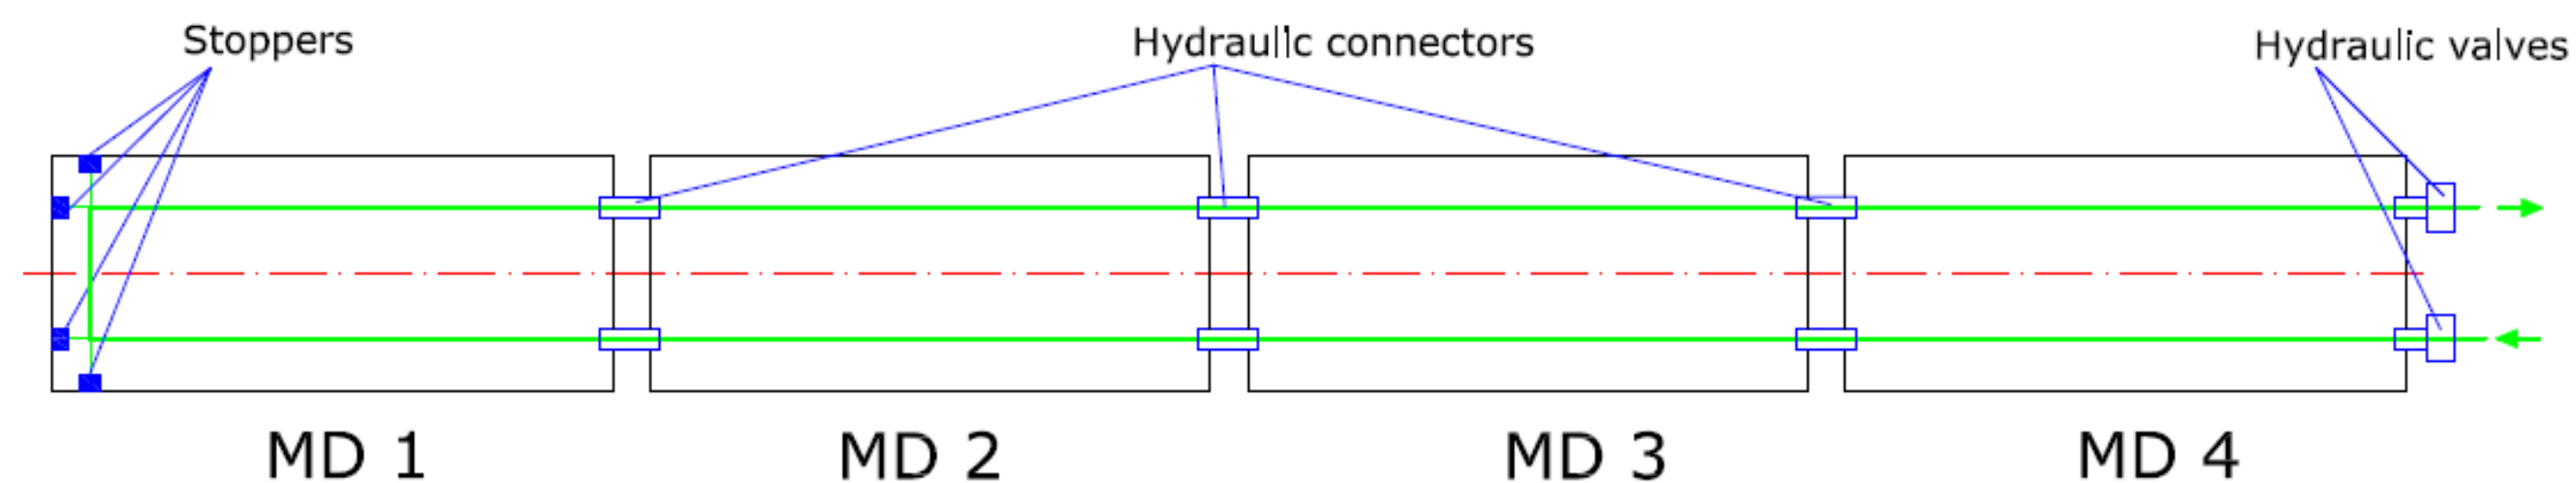 Stoppers
Hydraulic connectors
Hydraulic valves
MD 1
MD 2
MD 3
MD 4